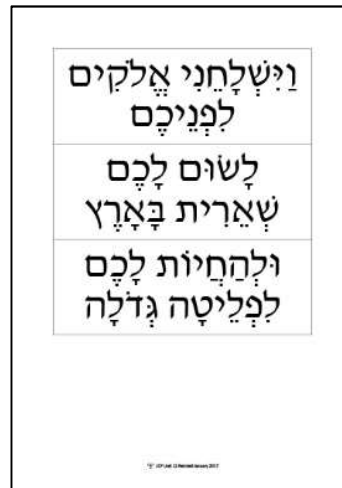 וַיִּשְׁלָחֵנִי אֱלֹקִים
לִפְנֵיכֶם
לָשׂוּם לָכֶם
שְׁאֵרִית בָּאָרֶץ
וּלְהַחֲיוֹת לָכֶם
לִפְלֵיטָה גְּדֹלָה